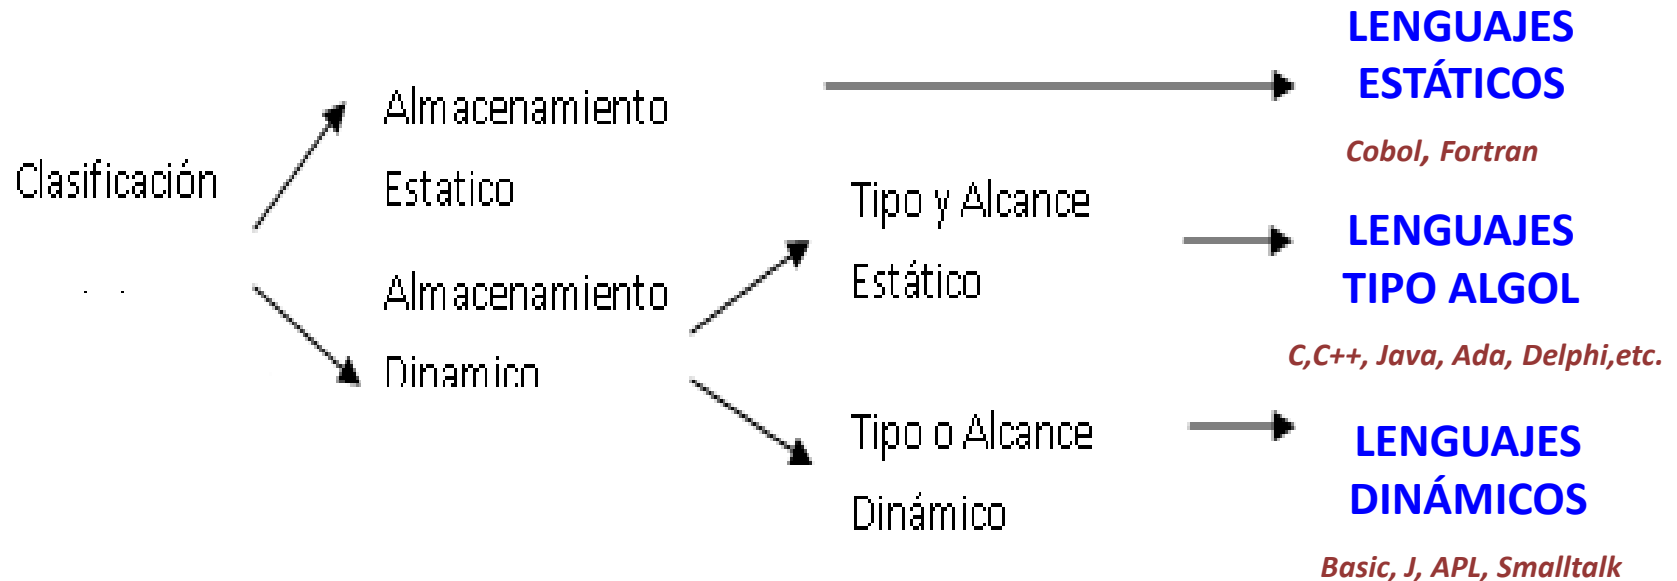 Clasificación
Almacenamiento
Estatico
Almacenamiento
Dinamico
Tipo y Alcance
Estático
Tipo o Alcance
Dinámico
LENGUAJES
ESTÁTICOS
Cobol, Fortran
LENGUAJES
TIPO ALGOL
C,C++, Java, Ada, Delphi,etc.
LENGUAJES
DINÁMICOS
Basic, J, APL, Smalltalk